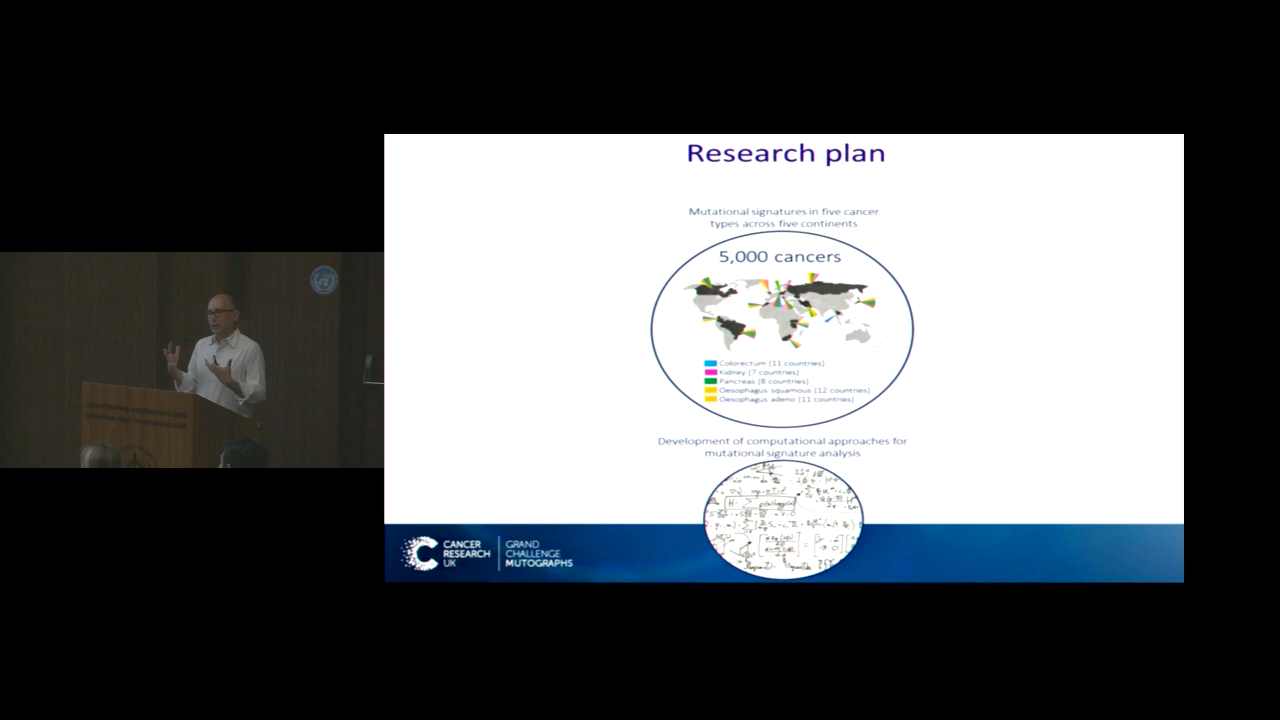 Research plan
Mutational signatures in five cancer
types across five continents
5,000 cancers
Colorectum (11 countries)
Kidney (7 countries)
Pancreas (8 countries)
Oesophagus squamous (12 countries)
Oesophagus adeno (11 countries)
Development of computational approaches for
mutational signature analysis
CANCER
RESEARCH
UK
GRAND
CHALLENGE
MUTOGRAPHS